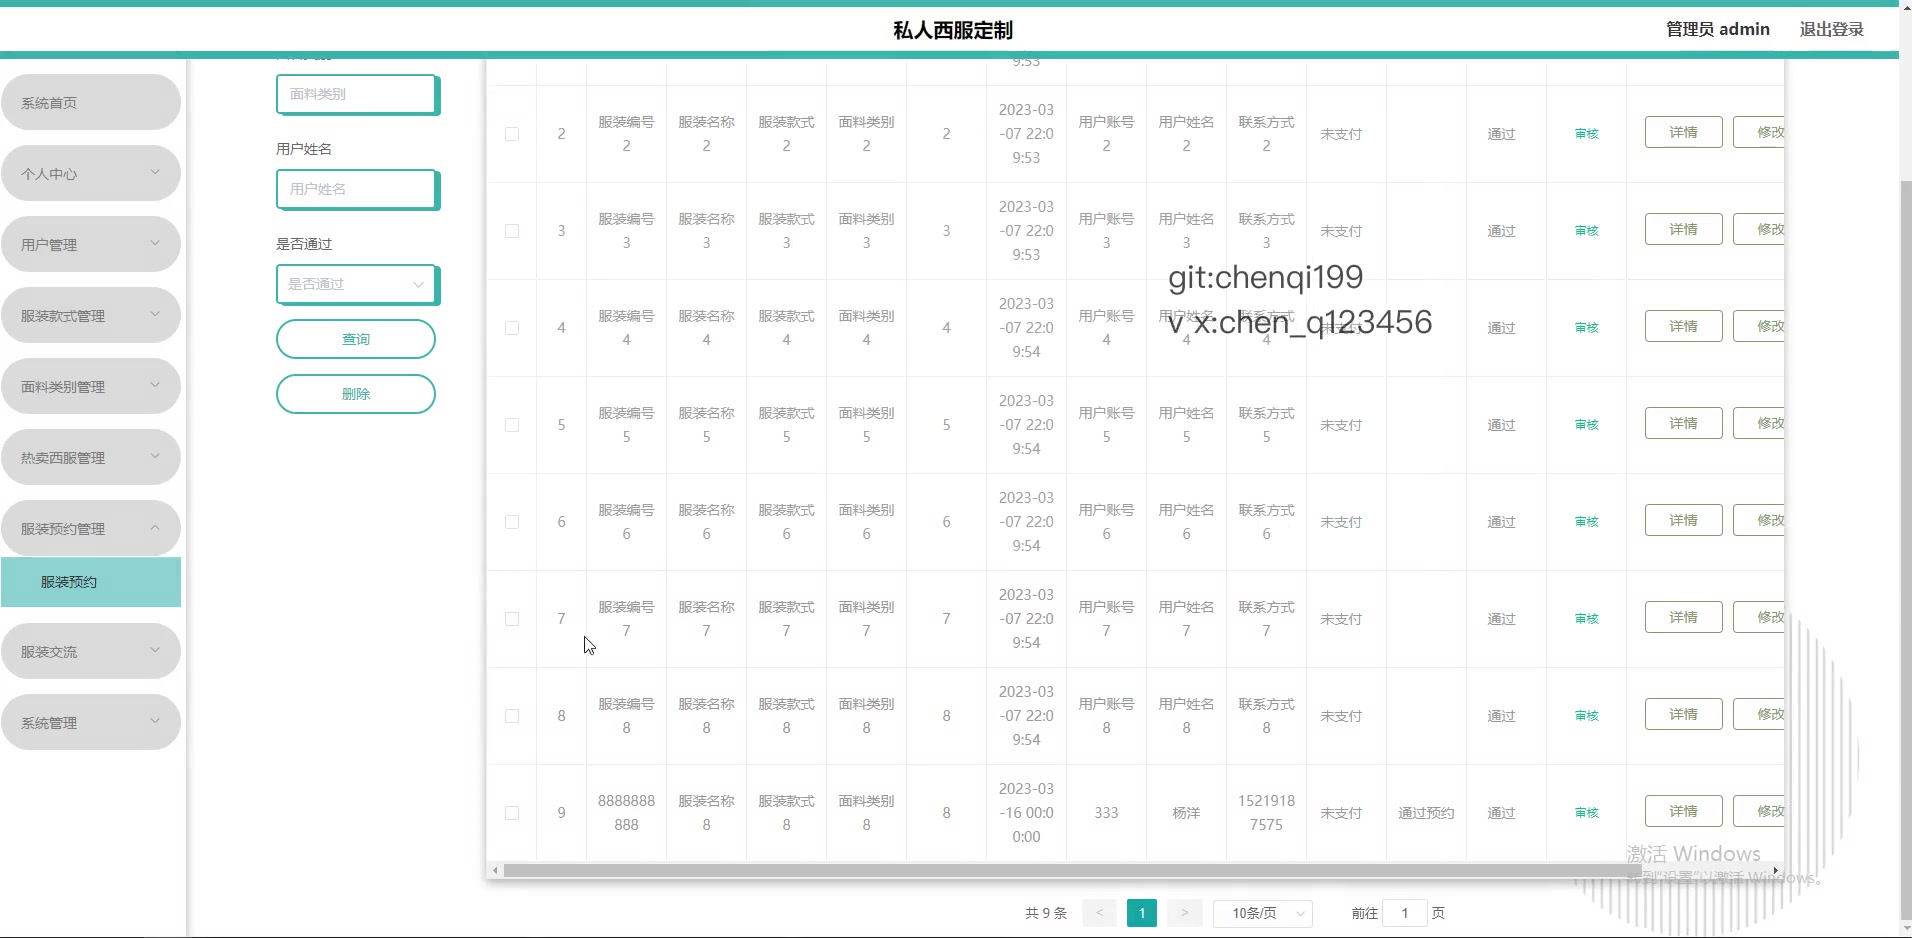 私人西服定制
管理员 admin
退出登录
系统首页
个人中心
用户管理
服装款式管理
面料类别管理
热卖西服管理
服装预约管理
服装预约
服装交流
系统管理
面料类别
用户姓名
用户姓名
是否通过
是否通过
查询
删除
9:53
2 服装编号2 服装名称2 服装款式2 面料类别2 2 2023-03-07 22:09:53 用户账号2 用户姓名2 联系方式2 未支付 通过 审核 详情 修改
3 服装编号3 服装名称3 服装款式3 面料类别3 3 2023-03-07 22:09:53 用户账号3 用户姓名3 联系方式3 未支付 通过 审核 详情 修改
git:chenqi199
4 服装编号4 服装名称4 服装款式4 面料类别4 4 2023-03-07 22:09:54 用户账号4 用户姓名4 联系方式4 未支付 通过 审核 详情 修改
v x:chen_q123456
5 服装编号5 服装名称5 服装款式5 面料类别5 5 2023-03-07 22:09:54 用户账号5 用户姓名5 联系方式5 未支付 通过 审核 详情 修改
6 服装编号6 服装名称6 服装款式6 面料类别6 6 2023-03-07 22:09:54 用户账号6 用户姓名6 联系方式6 未支付 通过 审核 详情 修改
7 服装编号7 服装名称7 服装款式7 面料类别7 7 2023-03-07 22:09:54 用户账号7 用户姓名7 联系方式7 未支付 通过 审核 详情 修改
8 服装编号8 服装名称8 服装款式8 面料类别8 8 2023-03-07 22:09:54 用户账号8 用户姓名8 联系方式8 未支付 通过 审核 详情 修改
9 8888888888 服装名称8 服装款式8 面料类别8 8 2023-03-16 00:00:00 333 杨洋 15219187575 未支付 通过预约 通过 审核 详情 修改
激活 Windows
转到"设置"以激活 Windows。
共 9 条 < 1 > 10条/页 前往 1 页